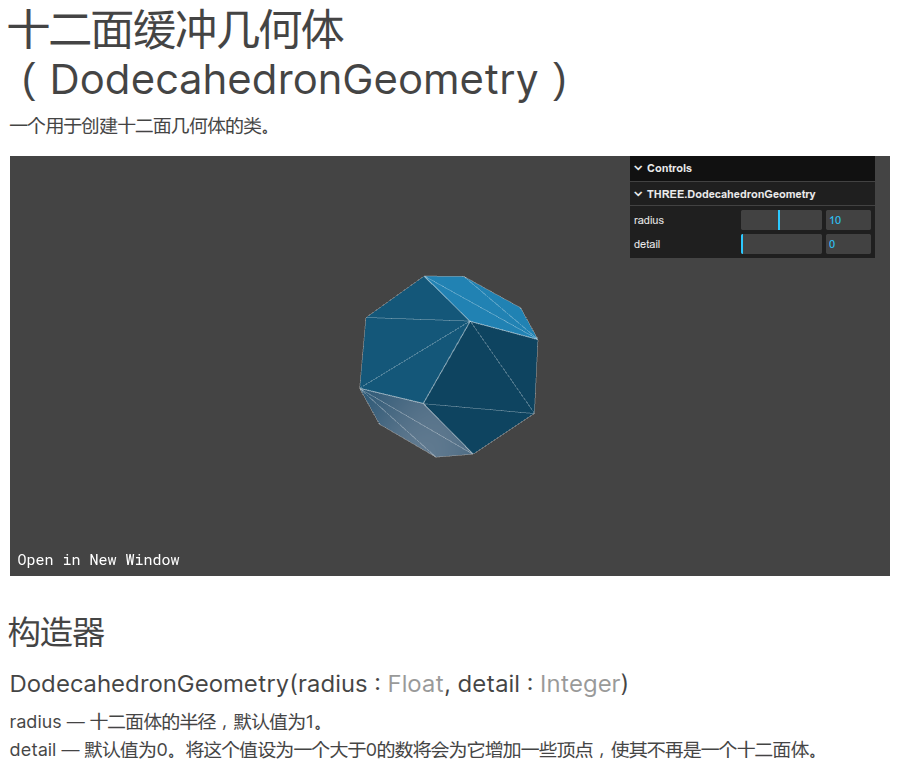 十二面缓冲几何体
（DodecahedronGeometry）
一个用于创建十二面几何体的类。
Controls
THREE.DodecahedronGeometry
radius 10
detail 0
Open in New Window
构造器
DodecahedronGeometry(radius : Float, detail : Integer)
radius — 十二面体的半径，默认值为1。
detail — 默认值为0。将这个值设为一个大于0的数将会为它增加一些顶点，使其不再是一个十二面体。